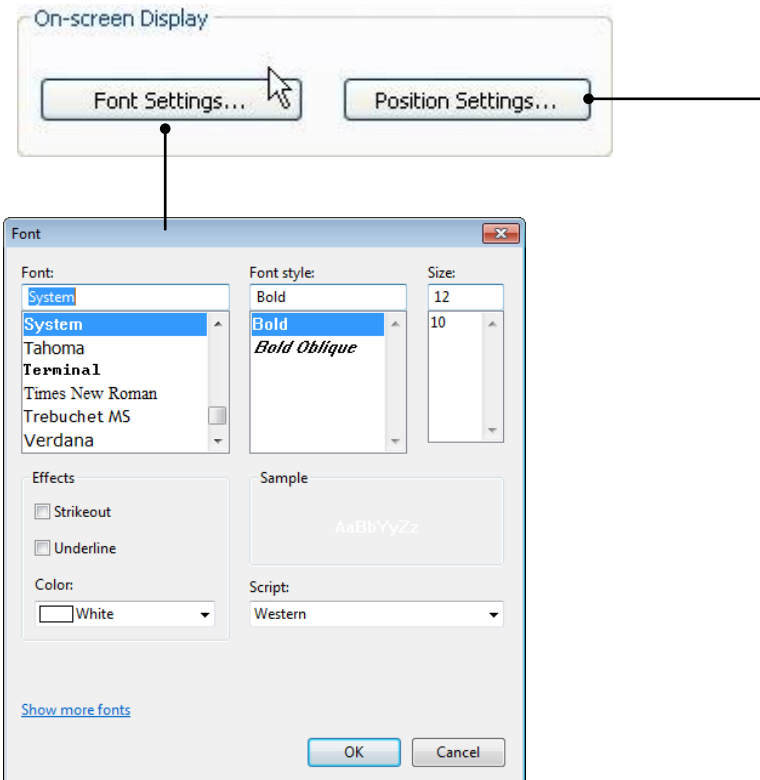 On-screen Display
Font Settings... Position Settings...
Font
Font: Font style: Size:
System Bold 12
System Bold 10
Tahoma Bold Oblique
Terminal
Times New Roman
Trebuchet MS
Verdana
Effects Sample
Strikeout
AaBbYyZz
Underline
Color: Script:
White Western
Show more fonts
OK Cancel